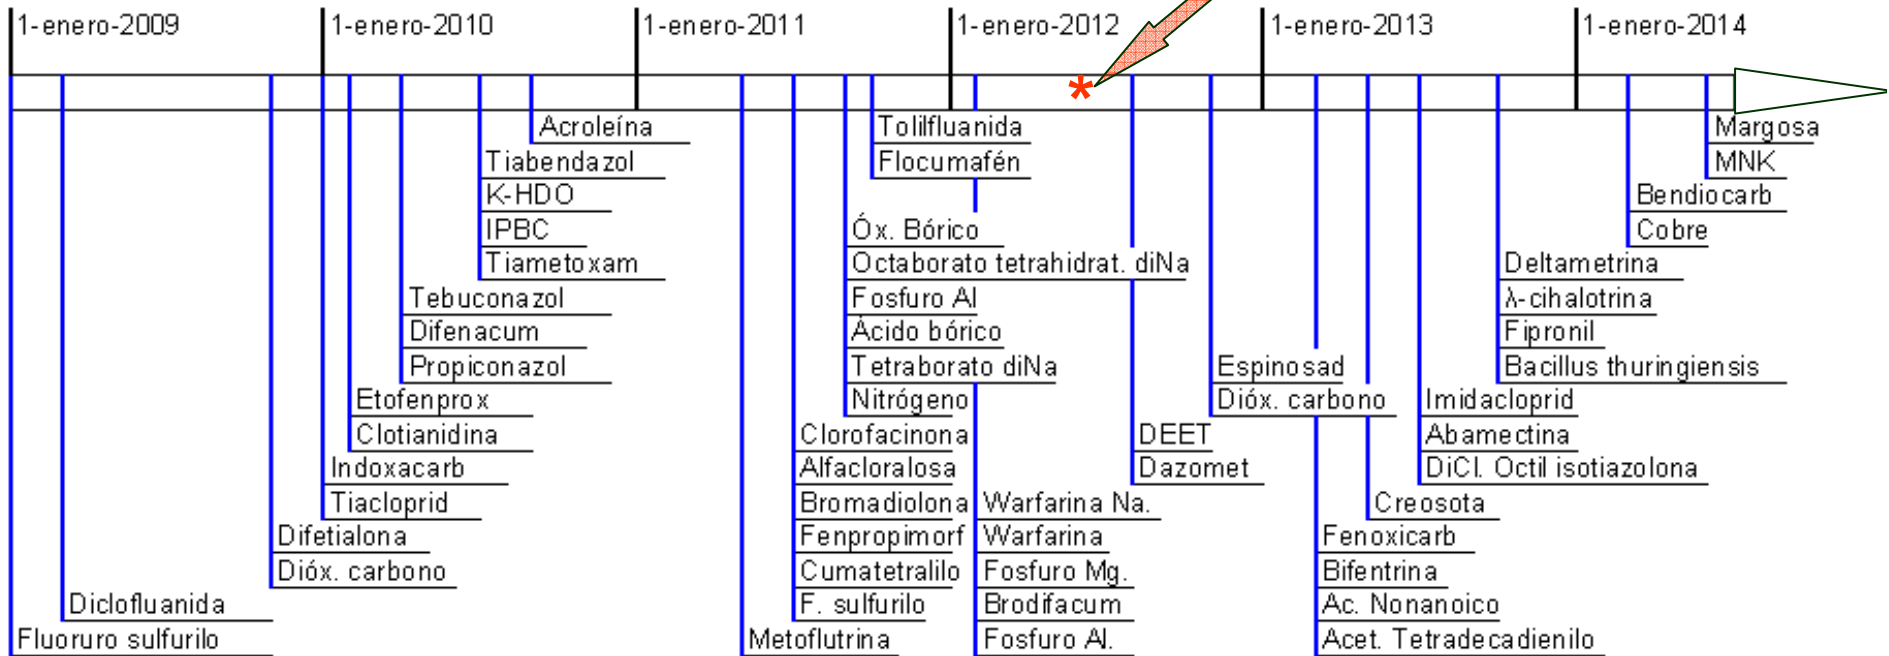 1-enero-2009
1-enero-2010
1-enero-2011
1-enero-2012
1-enero-2013
1-enero-2014
*
Acroleína
Tiabendazol
K-HDO
IPBC
Tiametoxam
Tebuconazol
Difenacum
Propiconazol
Etofenprox
Clotianidina
Indoxacarb
Tiacloprid
Difetialona
Dióx. carbono
Diclofluanida
Fluoruro sulfurilo
Tolilfluanida
Flocumafén
Óx. Bórico
Octaborato tetrahidrat. diNa
Fosfuro Al
Ácido bórico
Tetraborato diNa
Nitrógeno
Clorofacinona
Alfacloralosa
Bromadiolona
Fenpropimorf
Cumatetralilo
F. sulfurilo
Metoflutrina
Warfarina Na.
Warfarina
Fosfuro Mg.
Brodifacum
Fosfuro Al.
DEET
Dazomet
Espinosad
Dióx. carbono
Margosa
MNK
Bendiocarb
Cobre
Deltametrina
λ-cihalotrina
Fipronil
Bacillus thuringiensis
Imidacloprid
Abamectina
DiCl. Octil isotiazolona
Creosota
Fenoxicarb
Bifentrina
Ac. Nonanoico
Acet. Tetradecadienilo